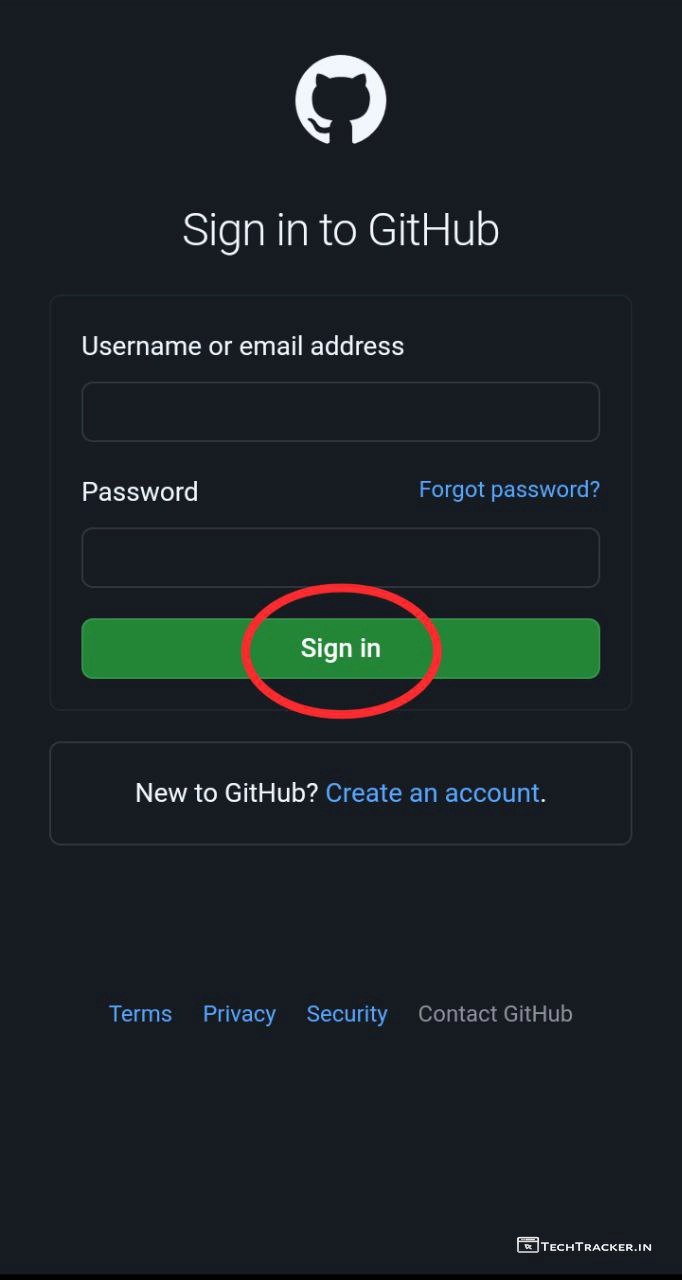 Sign in to GitHub
Username or email address
Password Forgot password?
Sign in
New to GitHub? Create an account.
Terms Privacy Security Contact GitHub
TECHTRACKER.IN